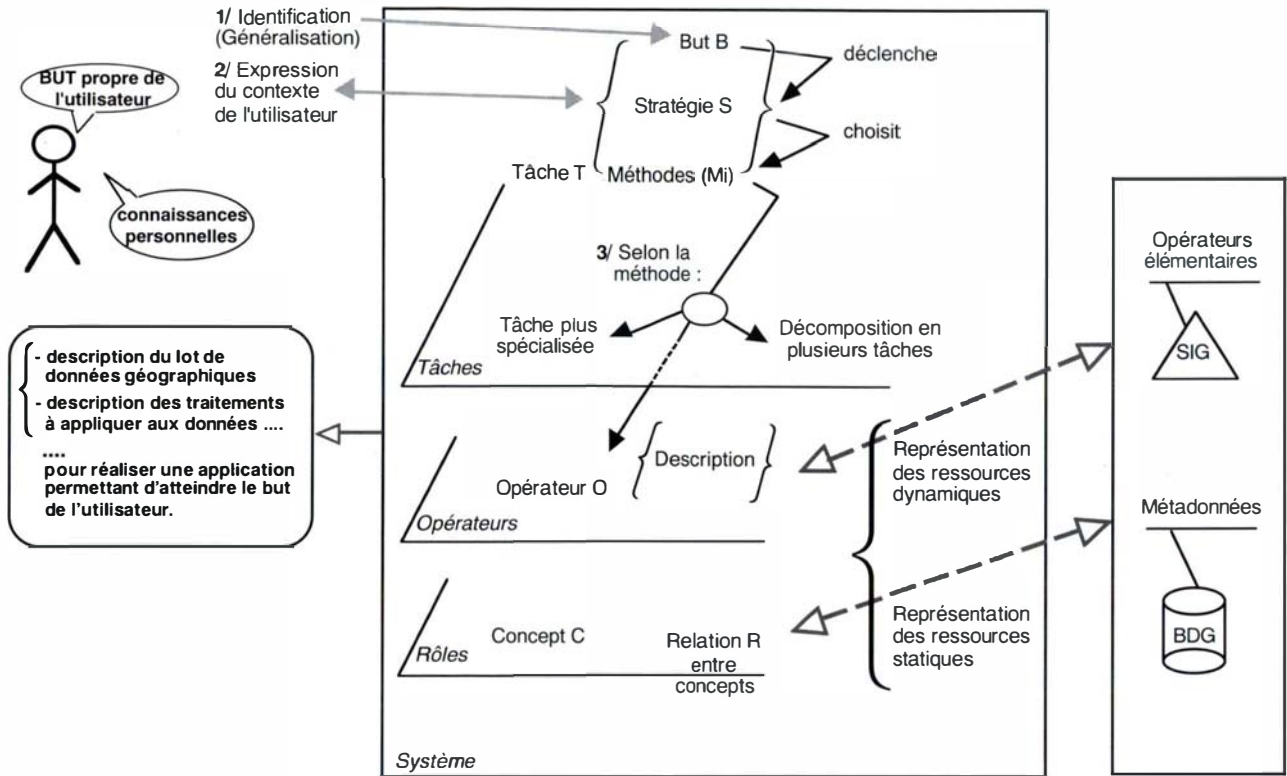 1/ Identification
(Généralisation)
2/ Expression
du contexte
de l'utilisateur
BUT propre de
l'utilisateur
connaissances
personnelles
But B
déclenche
Stratégie S
choisit
Tâche T
Méthodes (Mi)
3/ Selon la
méthode :
Tâche plus
spécialisée
Décomposition en
plusieurs tâches
Tâches
- description du lot de
données géographiques
- description des traitements
à appliquer aux données ....
....
pour réaliser une application
permettant d'atteindre le but
de l'utilisateur.
Opérateur O
Description
Opérateurs
Représentation
des ressources
dynamiques
Concept C
Relation R
entre
concepts
Rôles
Représentation
des ressources
statiques
Système
Opérateurs
élémentaires
SIG
Métadonnées
BDG